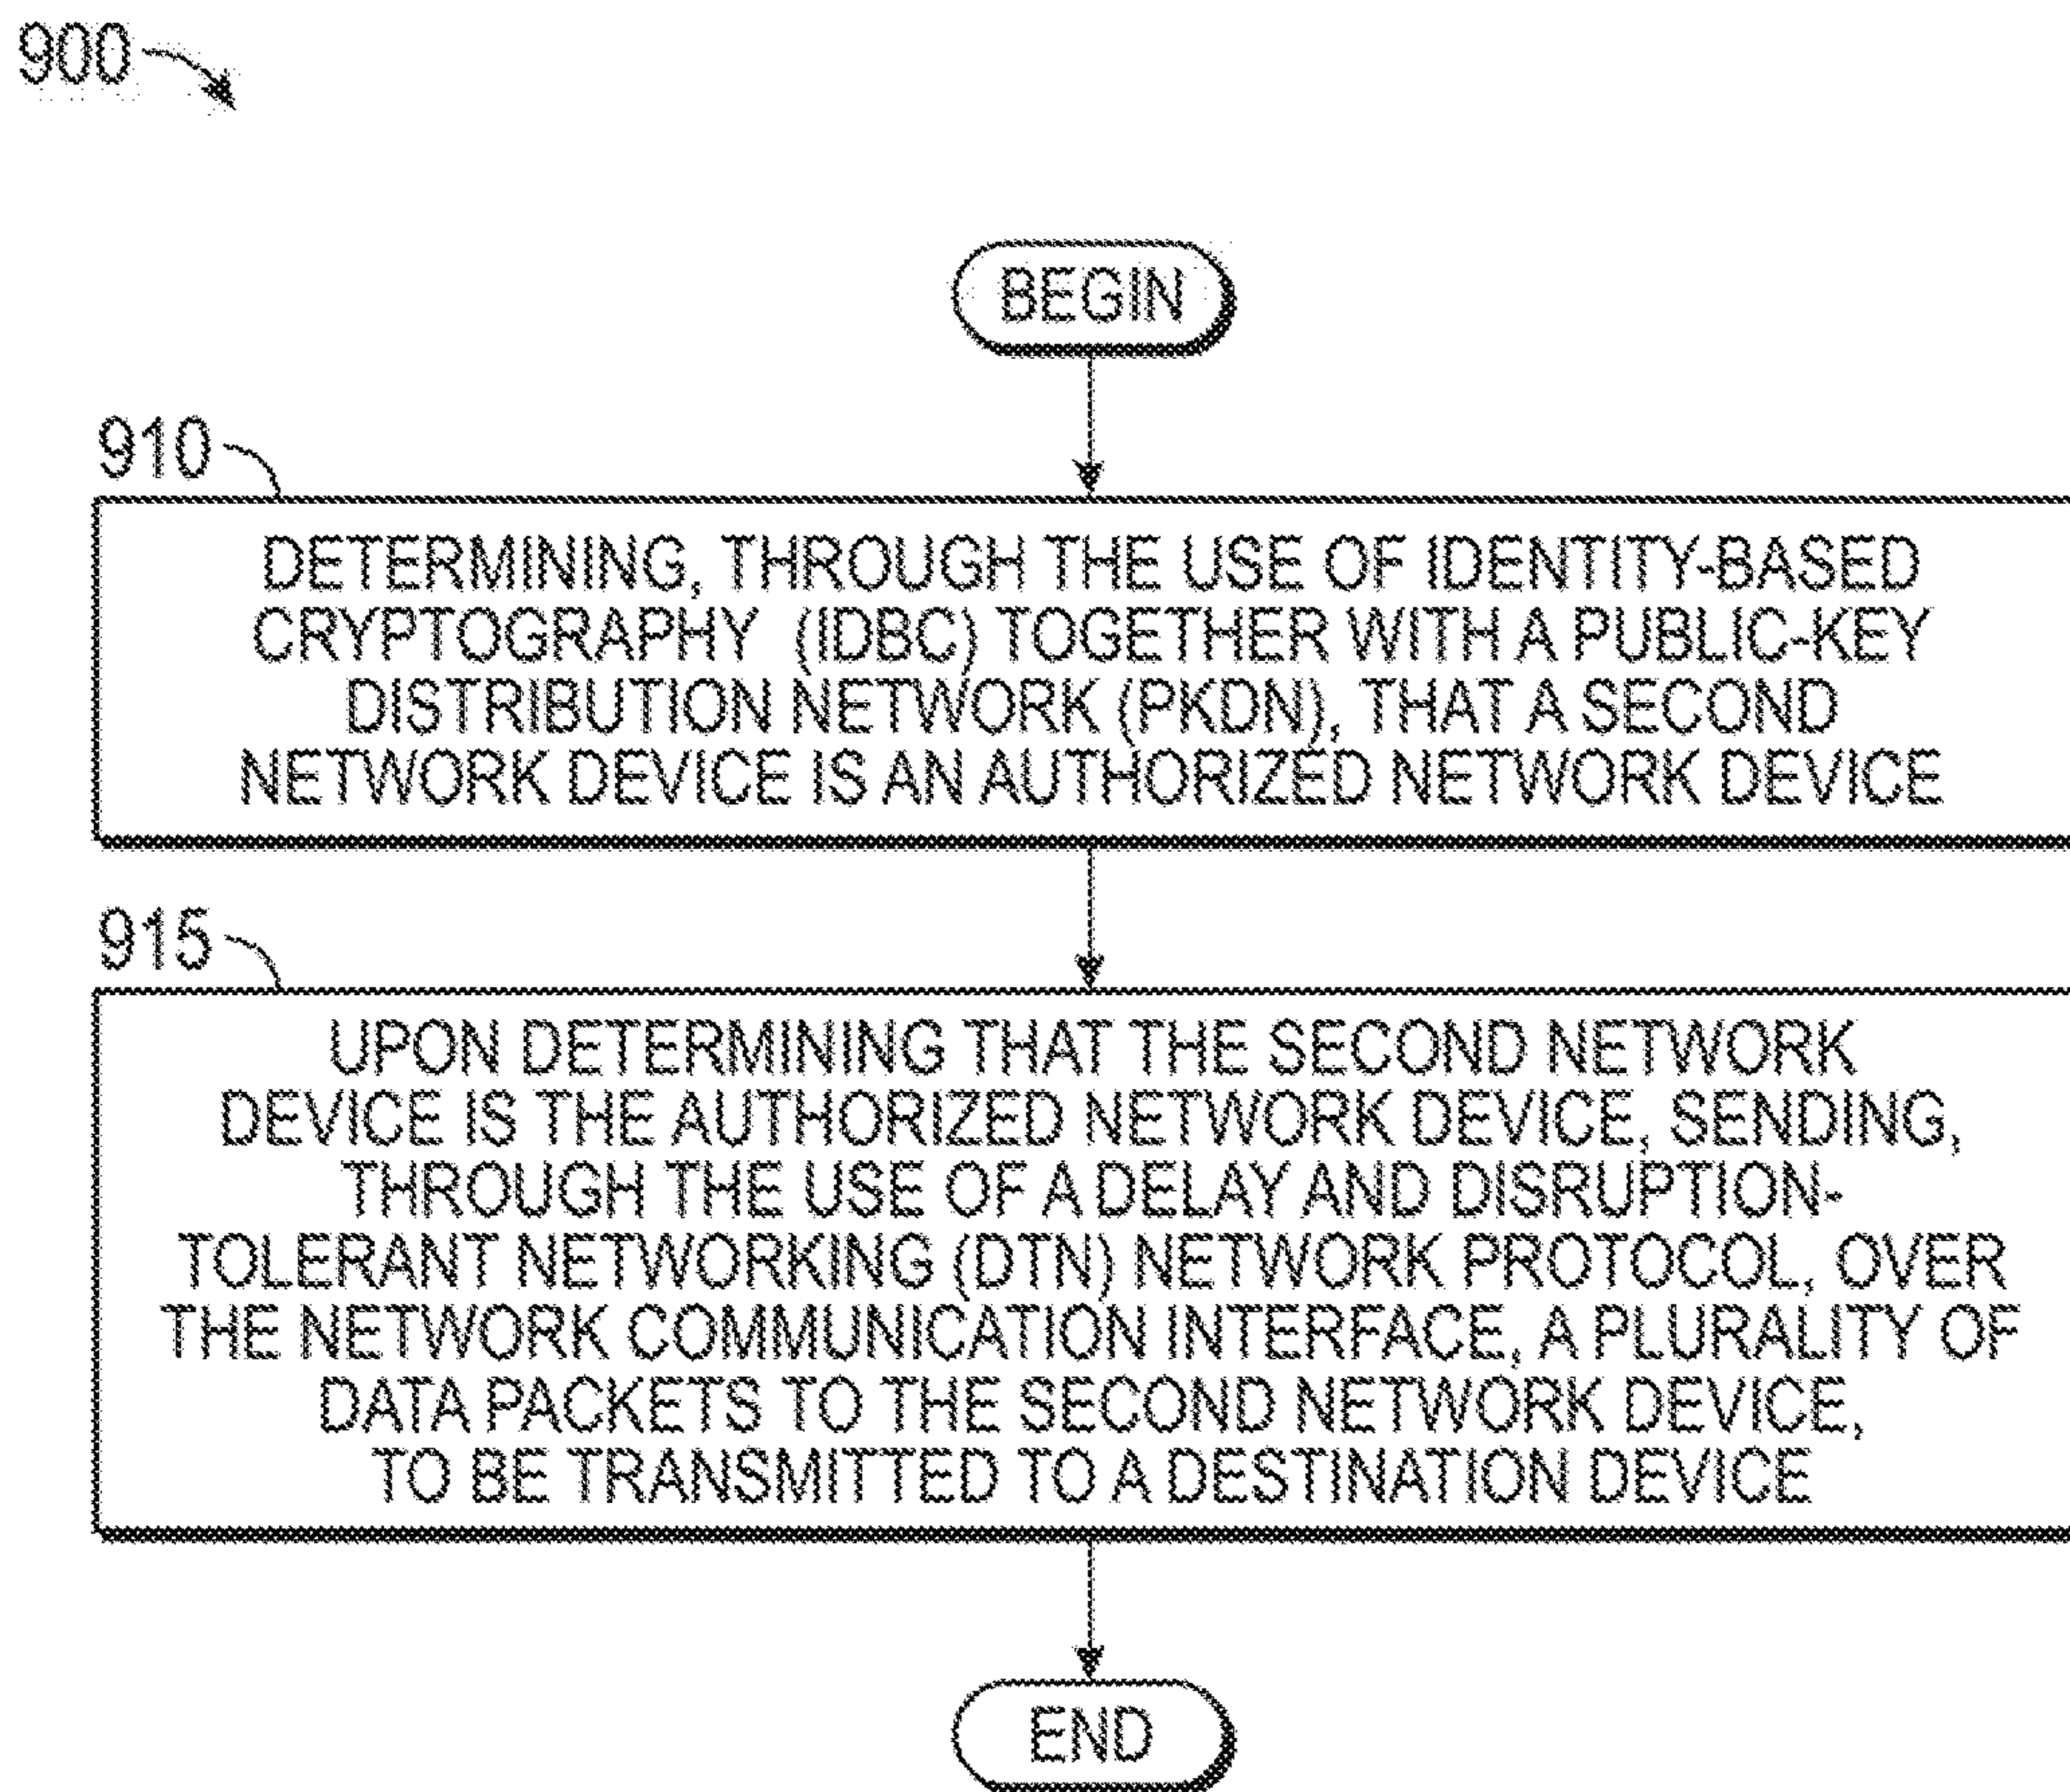 900
BEGIN
910
DETERMINING, THROUGH THE USE OF IDENTITY-BASED
CRYPTOGRAPHY (IDBC) TOGETHER WITH A PUBLIC-KEY
DISTRIBUTION NETWORK (PKDN), THAT A SECOND
NETWORK DEVICE IS AN AUTHORIZED NETWORK DEVICE
915
UPON DETERMINING THAT THE SECOND NETWORK
DEVICE IS THE AUTHORIZED NETWORK DEVICE, SENDING,
THROUGH THE USE OF A DELAY AND DISRUPTION-
TOLERANT NETWORKING (DTN) NETWORK PROTOCOL, OVER
THE NETWORK COMMUNICATION INTERFACE, A PLURALITY OF
DATA PACKETS TO THE SECOND NETWORK DEVICE,
TO BE TRANSMITTED TO A DESTINATION DEVICE
END